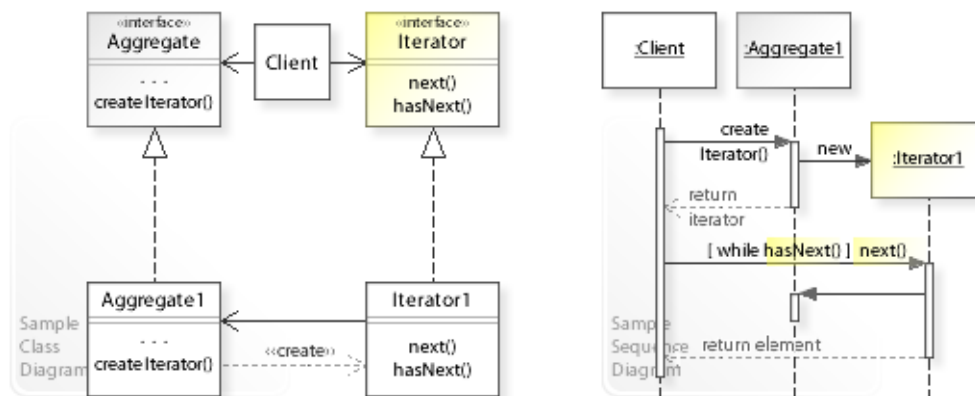 «interface»
Aggregate
. . .
createIterator()
Client
«interface»
Iterator
next()
hasNext()
Aggregate1
. . .
createIterator()
«create»
Iterator1
next()
hasNext()
Sample
Class
Diagram
:Client
:Aggregate1
create
Iterator()
new
:Iterator1
return
iterator
[ while hasNext() ] next()
return element
Sample
Sequence
Diagram